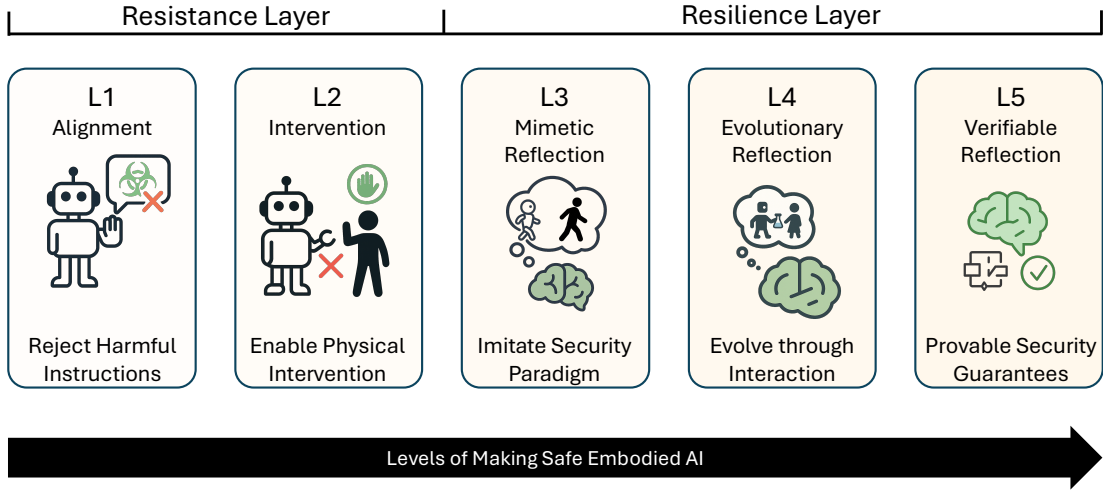 Resistance Layer
Resilience Layer
L1
Alignment
Reject Harmful
Instructions
L2
Intervention
Enable Physical
Intervention
L3
Mimetic
Reflection
Imitate Security
Paradigm
L4
Evolutionary
Reflection
Evolve through
Interaction
L5
Verifiable
Reflection
Provable Security
Guarantees
Levels of Making Safe Embodied AI